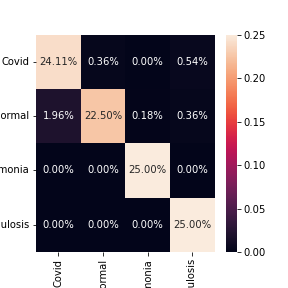 0.25
Covid 24.11% 0.36% 0.00% 0.54%
0.20
ormal 1.96% 22.50% 0.18% 0.36%
0.15
0.10
monia 0.00% 0.00% 25.00% 0.00%
0.05
ulosis 0.00% 0.00% 0.00% 25.00%
0.00
Covid ormal nonia ulosis